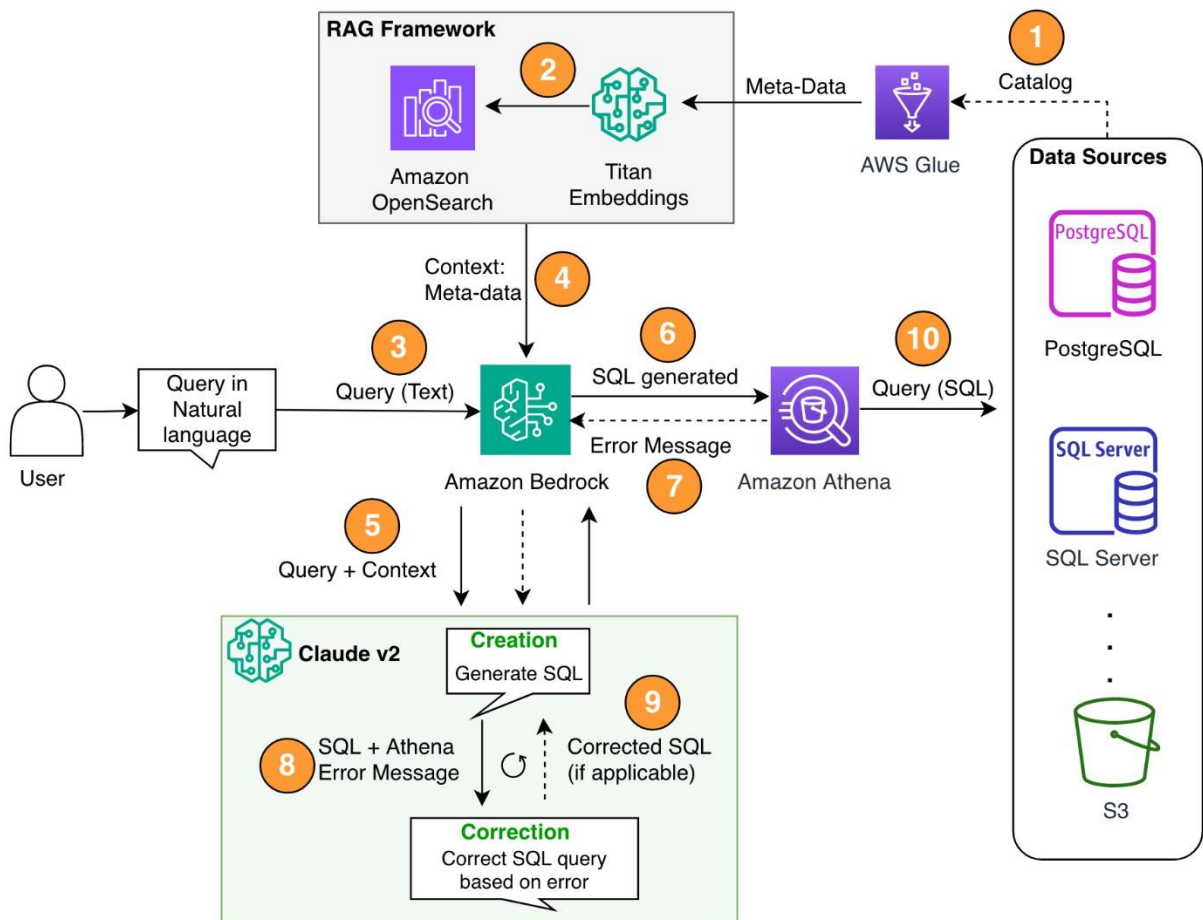 RAG Framework
1
2
Catalog
Meta-Data
Amazon
OpenSearch
Titan
Embeddings
AWS Glue
Data Sources
PostgreSQL
PostgreSQL
Context:
Meta-data
4
3
6
10
Query in
Natural
language
Query (Text)
SQL generated
Query (SQL)
Error Message
User
Amazon Bedrock
7
Amazon Athena
SQL Server
SQL Server
5
Query + Context
Claude v2
Creation
Generate SQL
9
8
SQL + Athena
Error Message
Corrected SQL
(if applicable)
Correction
Correct SQL query
based on error
.
.
.
S3